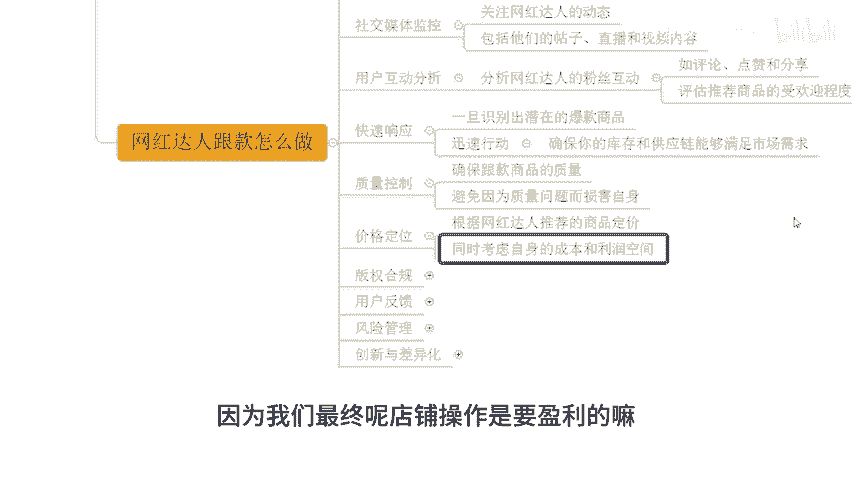 关注网红达人的动态
社交媒体监控
包括他们的帖子、直播和视频内容
如评论、点赞和分享
用户互动分析
分析网红达人的粉丝互动
评估推荐商品的受欢迎程度
一旦识别出潜在的爆款商品
快速响应
迅速行动
确保你的库存和供应链能够满足市场需求
网红达人跟款怎么做
确保跟款商品的质量
质量控制
避免因为质量问题而损害自身
根据网红达人推荐的商品定价
价格定位
同时考虑自身的成本和利润空间
版权合规
用户反馈
风险管理
创新与差异化
因为我们最终呢店铺操作是要盈利的嘛